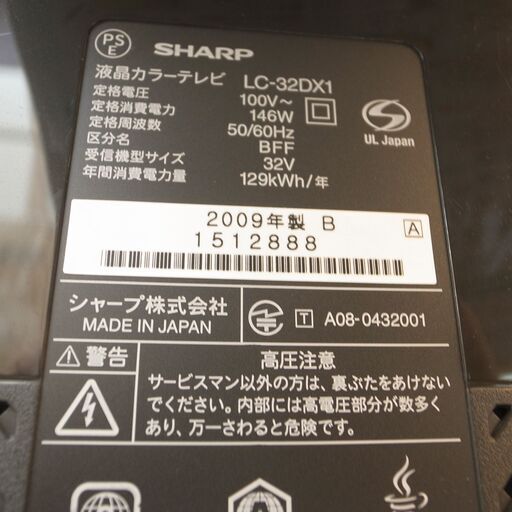 PS
E
SHARP
液晶カラーテレビ LC-32DX1
定格電圧 100V～
定格消費電力 146W
定格周波数 50/60Hz
区分名 BFF
受信機型サイズ 32V
年間消費電力量 129kWh/年
UL Japan
2009年製 B
A
1512888
シャープ株式会社
MADE IN JAPAN
T A08-0432001
警告
高圧注意
サービスマン以外の方は、裏ぶたをあけない
でください。内部には高電圧部分が数多く
あり、万一さわると危険です。